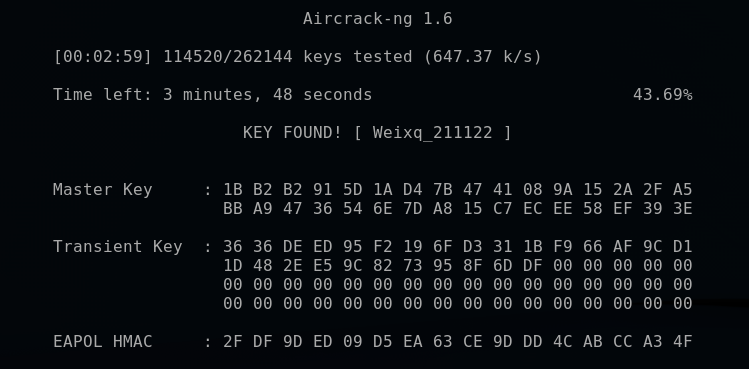 Aircrack-ng 1.6
[00:02:59] 114520/262144 keys tested (647.37 k/s)
Time left: 3 minutes, 48 seconds 43.69%
KEY FOUND! [ Weixq_211122 ]
Master Key : 1B B2 B2 91 5D 1A D4 7B 47 41 08 9A 15 2A 2F A5
BB A9 47 36 54 6E 7D A8 15 C7 EC EE 58 EF 39 3E
Transient Key : 36 36 DE ED 95 F2 19 6F D3 31 1B F9 66 AF 9C D1
1D 48 2E E5 9C 82 73 95 8F 6D DF 00 00 00 00 00
00 00 00 00 00 00 00 00 00 00 00 00 00 00 00 00
00 00 00 00 00 00 00 00 00 00 00 00 00 00 00 00
EAPOL HMAC : 2F DF 9D ED 09 D5 EA 63 CE 9D DD 4C AB CC A3 4F